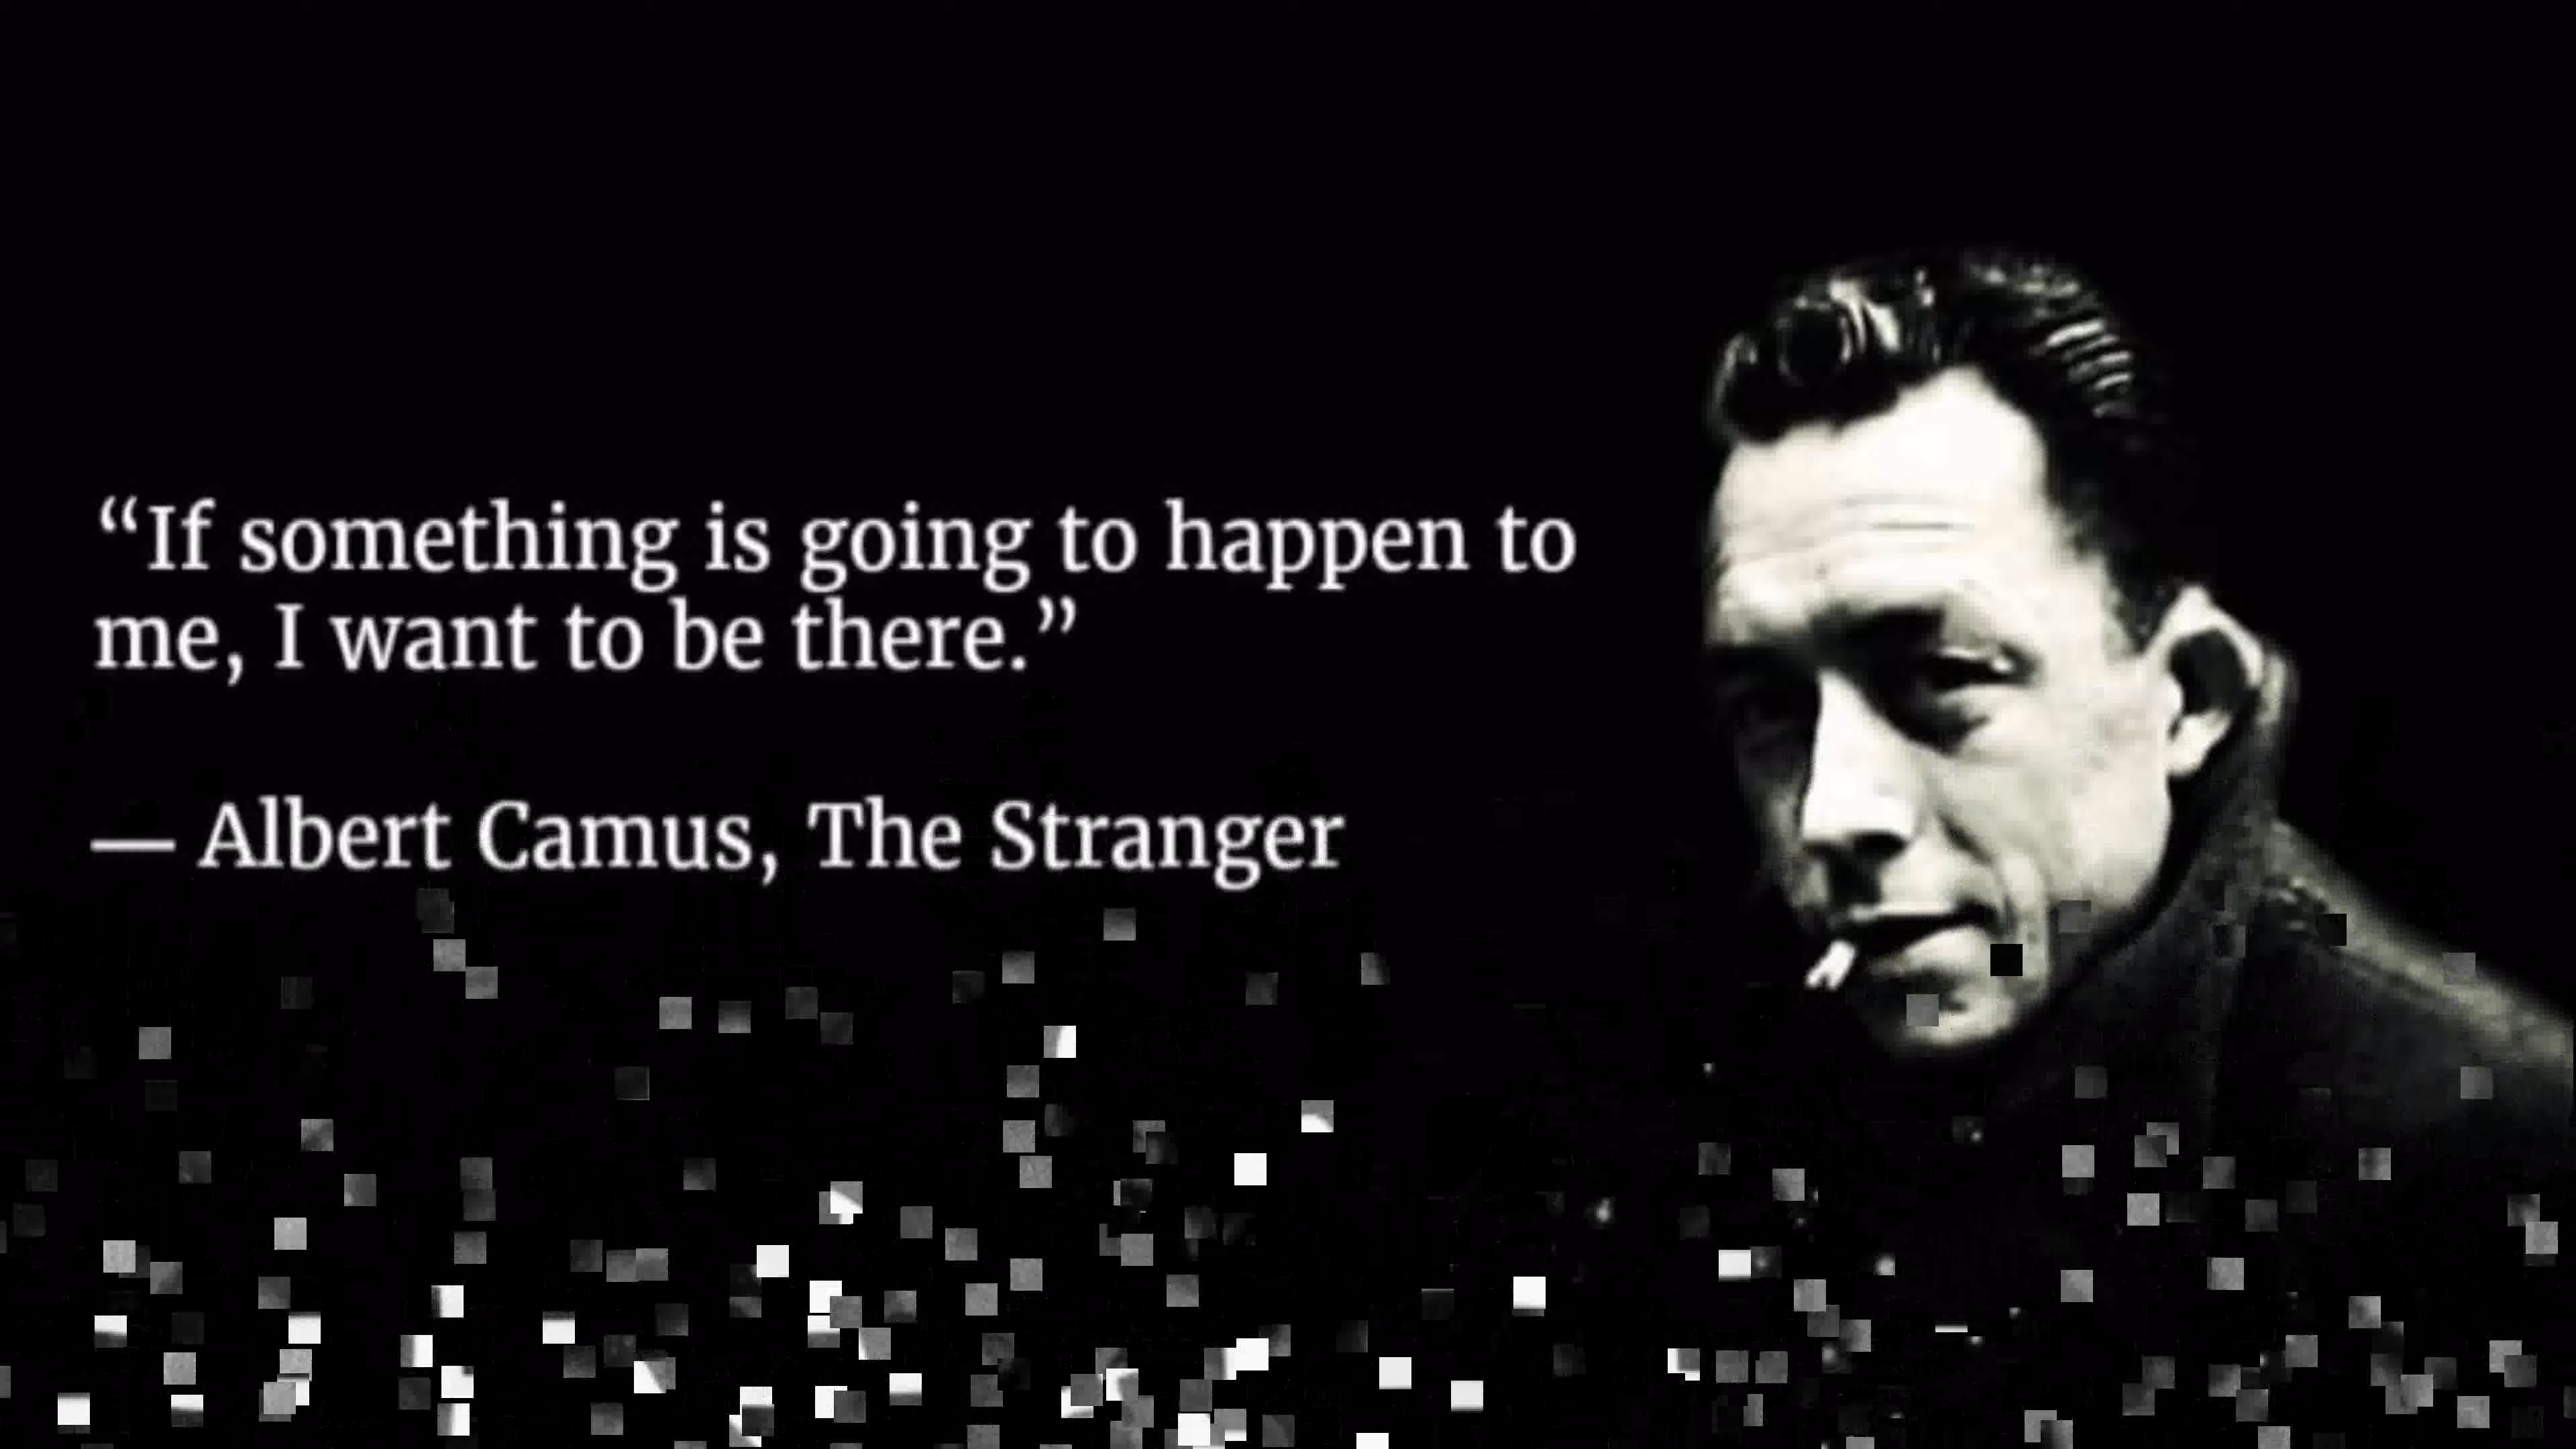 “If something is going to happen to
me, I want to be there.”
— Albert Camus, The Stranger